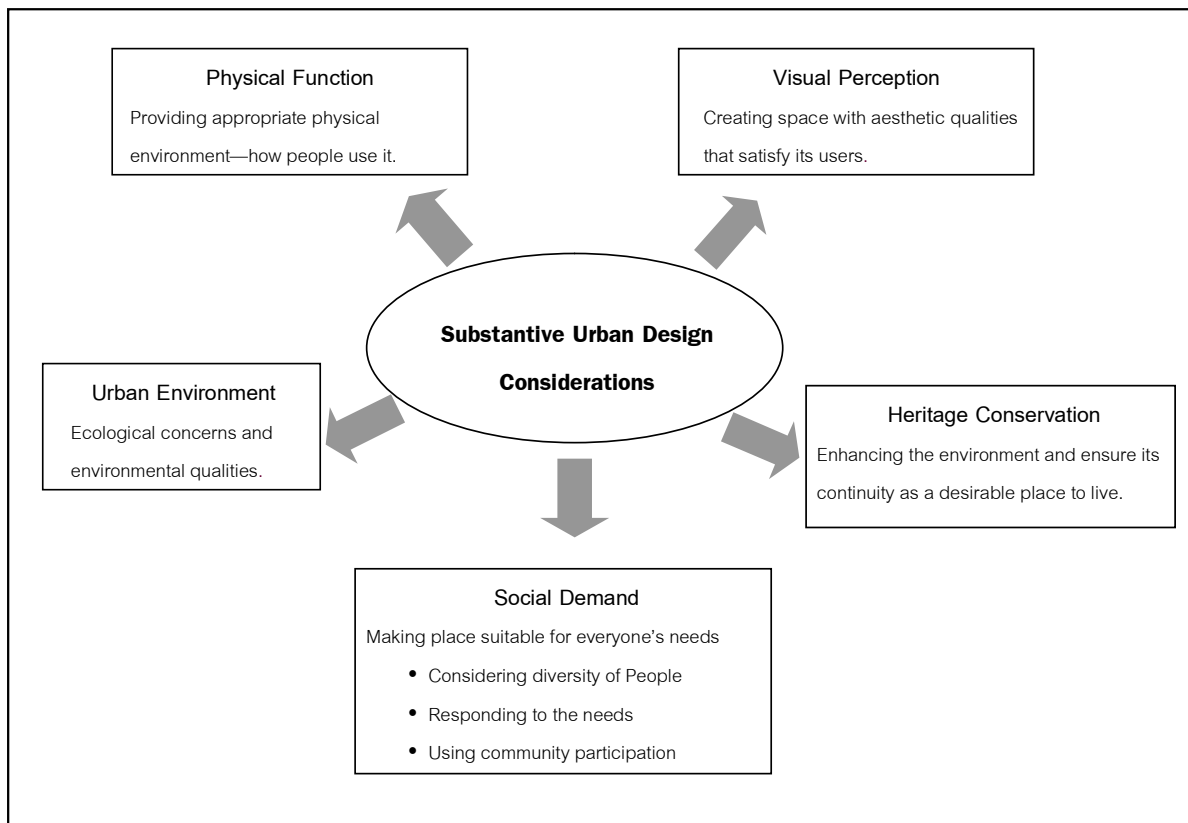 Physical Function
Providing appropriate physical
environment—how people use it.
Visual Perception
Creating space with aesthetic qualities
that satisfy its users.
Substantive Urban Design
Considerations
Urban Environment
Ecological concerns and
environmental qualities.
Heritage Conservation
Enhancing the environment and ensure its
continuity as a desirable place to live.
Social Demand
Making place suitable for everyone's needs
• Considering diversity of People
• Responding to the needs
• Using community participation